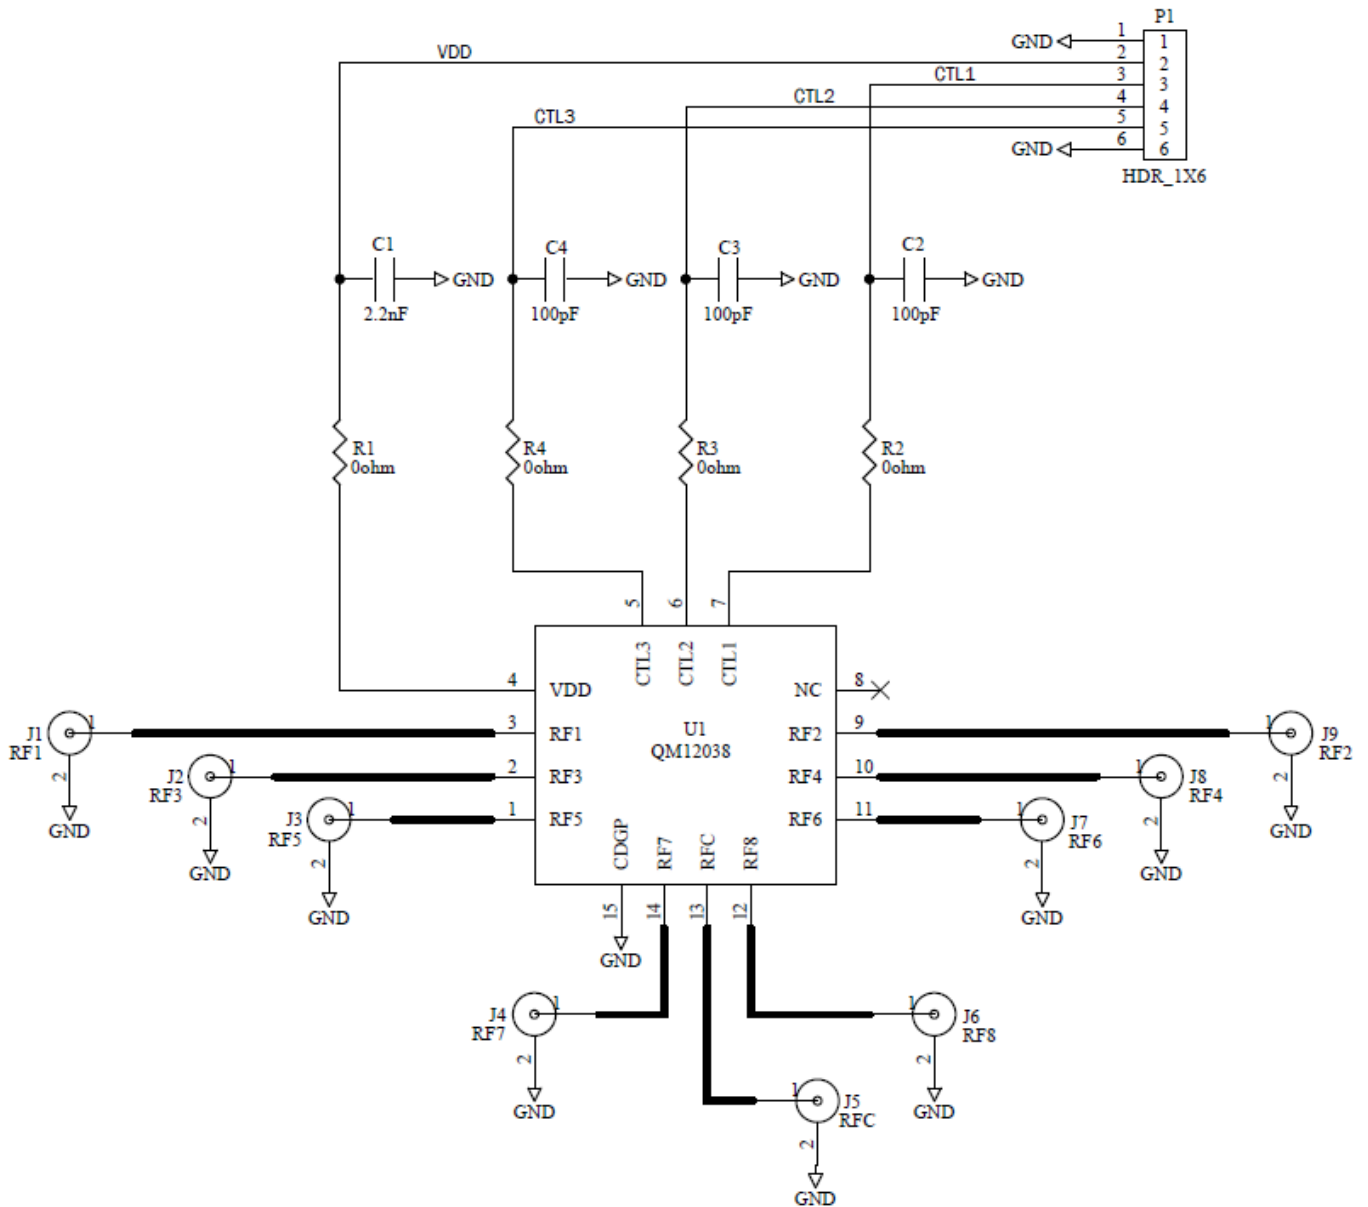 P1
GND
1
1
VDD
2
2
CTL1
3
3
CTL2
4
4
CTL3
5
5
GND
6
6
HDR_1X6
C1
GND
2.2nF
C4
GND
100pF
C3
GND
100pF
C2
GND
100pF
R1
0ohm
R4
0ohm
R3
0ohm
R2
0ohm
5
6
7
CTL3
CTL2
CTL1
4
VDD
NC
8
U1
QM12038
J1
RF1
1
2
GND
3
RF1
RF2
9
1
J9
RF2
2
GND
J2
RF3
1
2
GND
2
RF3
RF4
10
1
J8
RF4
2
GND
J3
RF5
1
2
GND
1
RF5
RF6
11
1
J7
RF6
2
GND
CDGP
RF7
RFC
RF8
15
14
13
12
GND
J4
RF7
1
2
GND
1
J6
RF8
2
GND
1
J5
RFC
2
GND